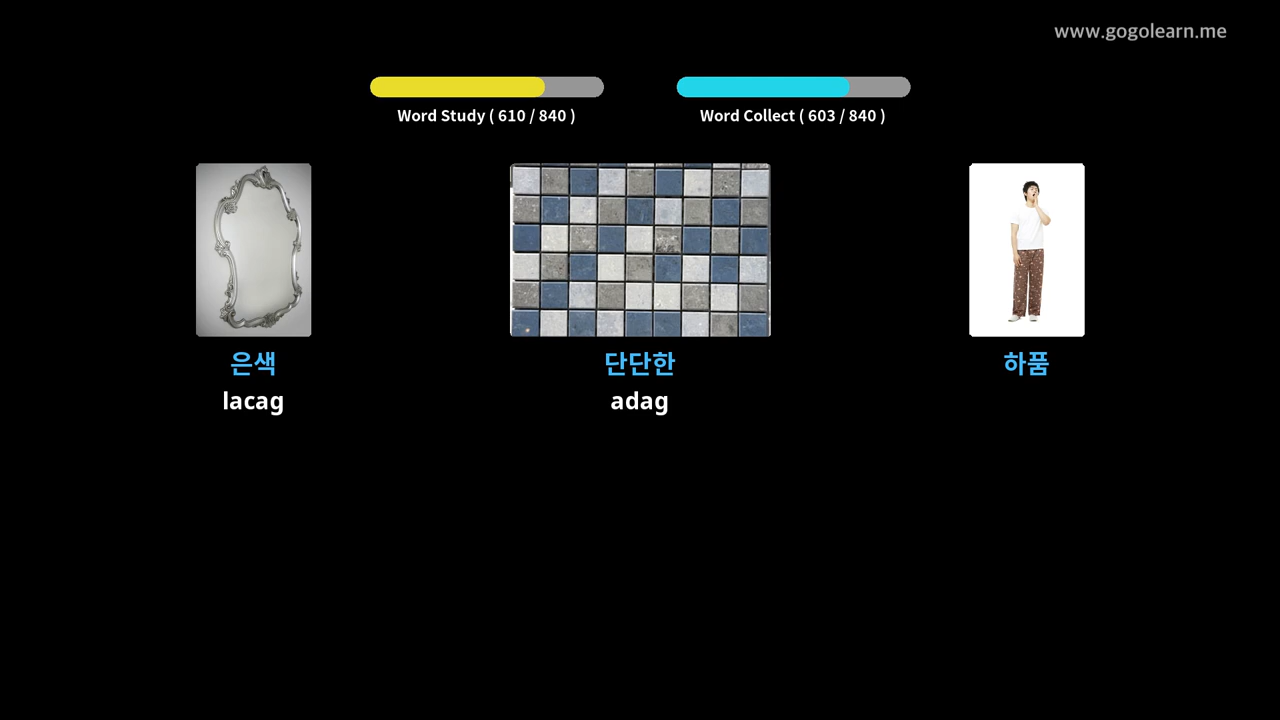 www.gogolearn.me
Word Study ( 610 / 840 )
Word Collect ( 603 / 840 )
은색
단단한
하품
lacag
adag